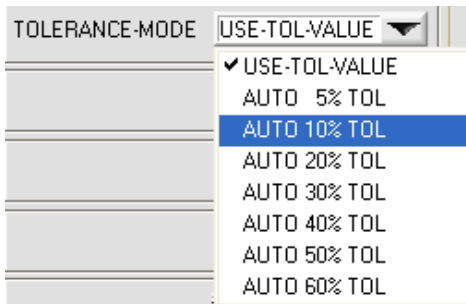 TOLERANCE-MODE USE-TOL-VALUE
✔USE-TOL-VALUE
AUTO 5% TOL
AUTO 10% TOL
AUTO 20% TOL
AUTO 30% TOL
AUTO 40% TOL
AUTO 50% TOL
AUTO 60% TOL